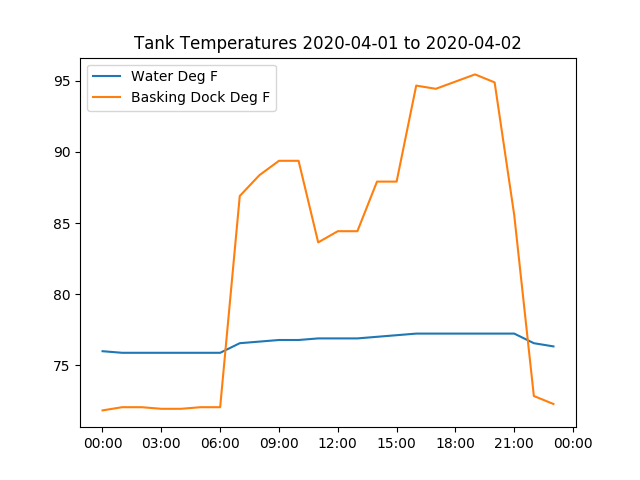 Tank Temperatures 2020-04-01 to 2020-04-02
Water Deg F
Basking Dock Deg F
95
90
85
80
75
00:00 03:00 06:00 09:00 12:00 15:00 18:00 21:00 00:00